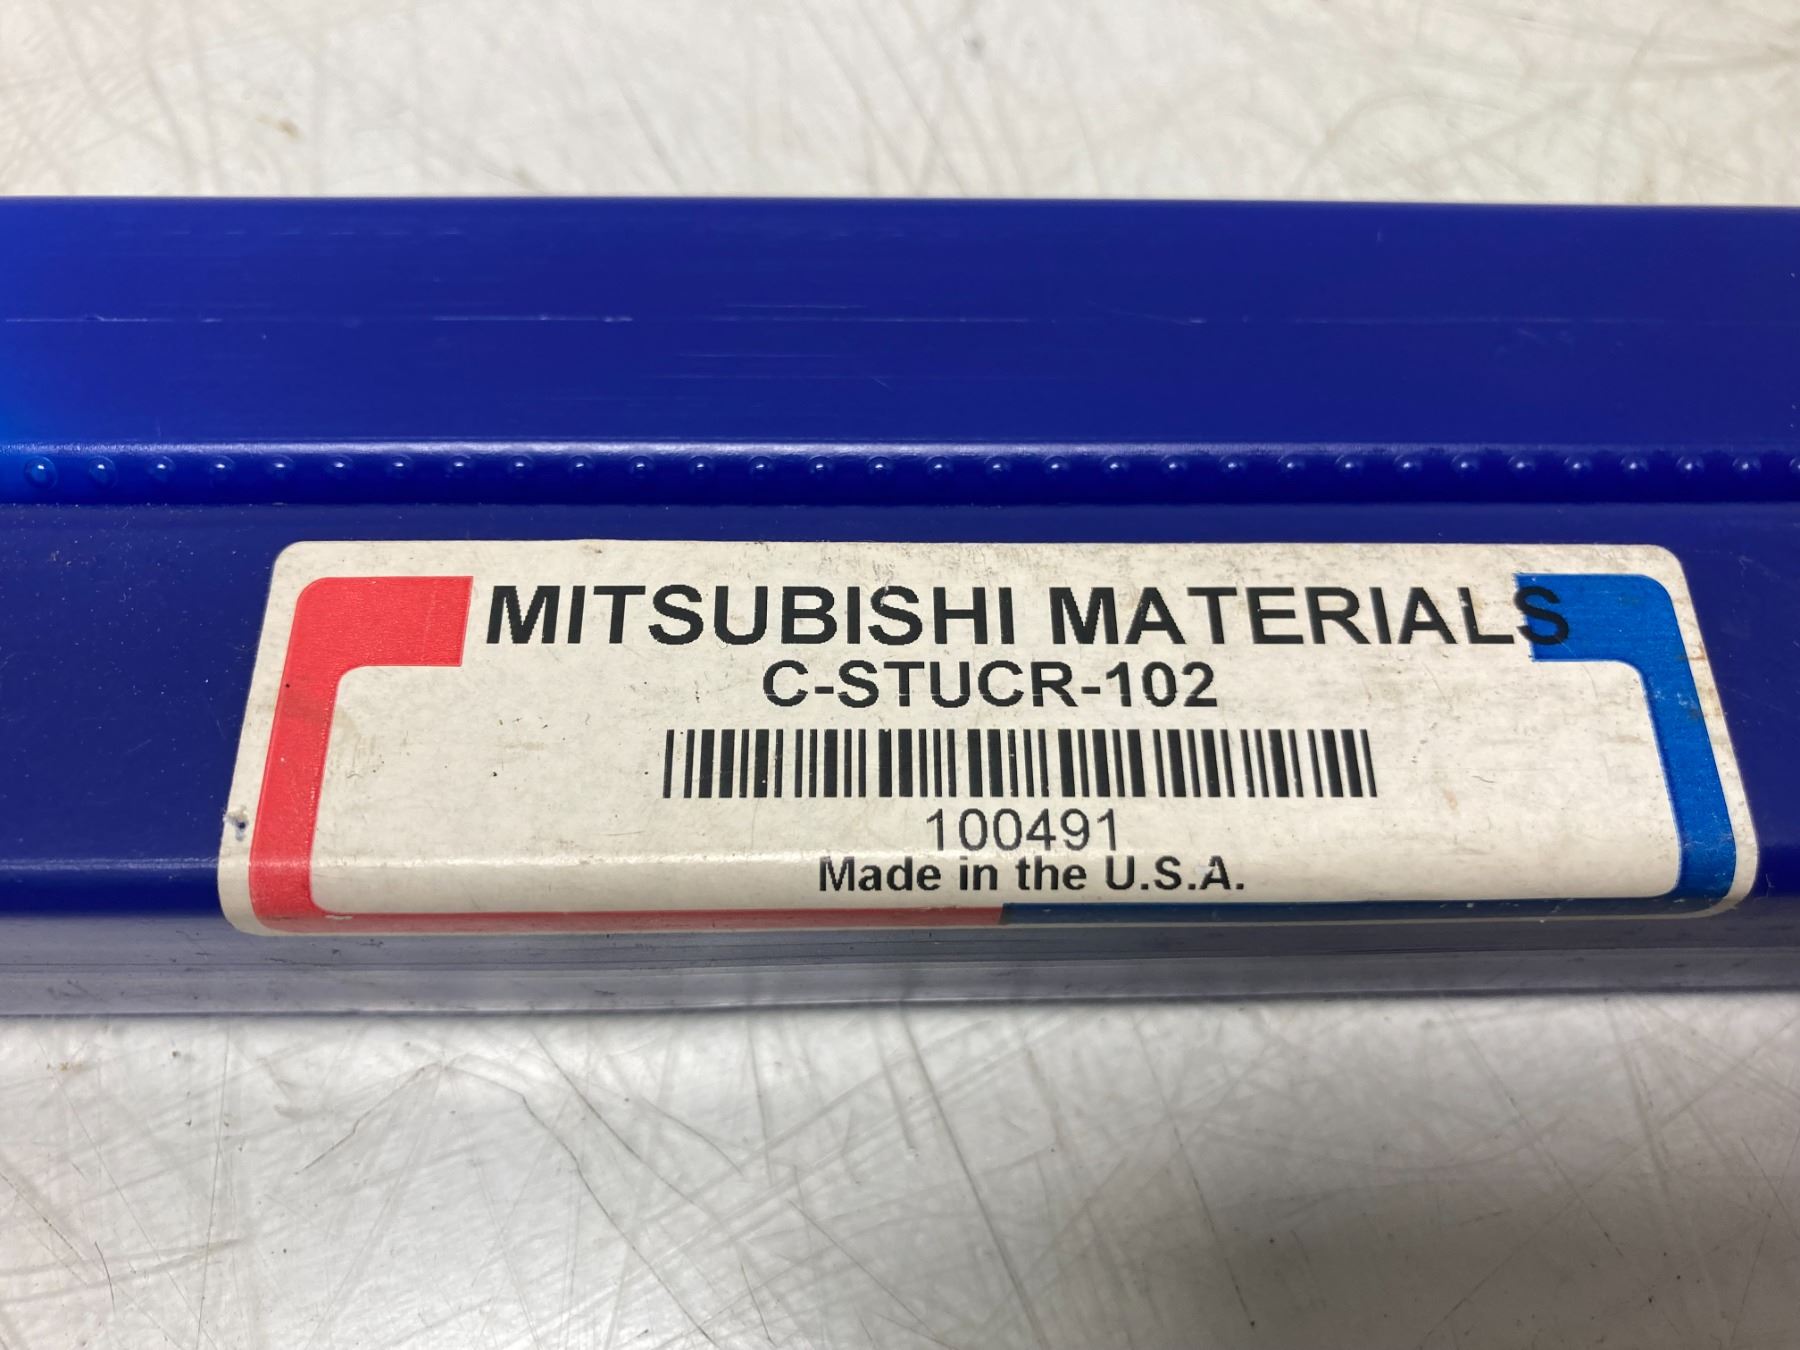 MITSUBISHI MATERIALS
C-STUCR-102
100491
Made in the U.S.A.